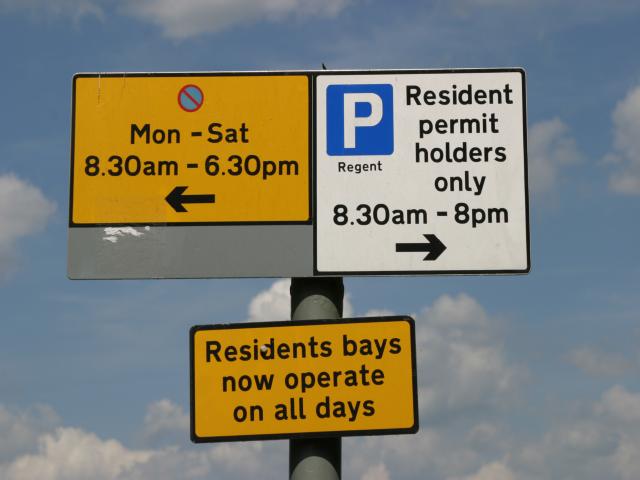 Mon - Sat
8.30am - 6.30pm
P
Regent
Resident
permit
holders
only
8.30am - 8pm
Residents bays
now operate
on all days